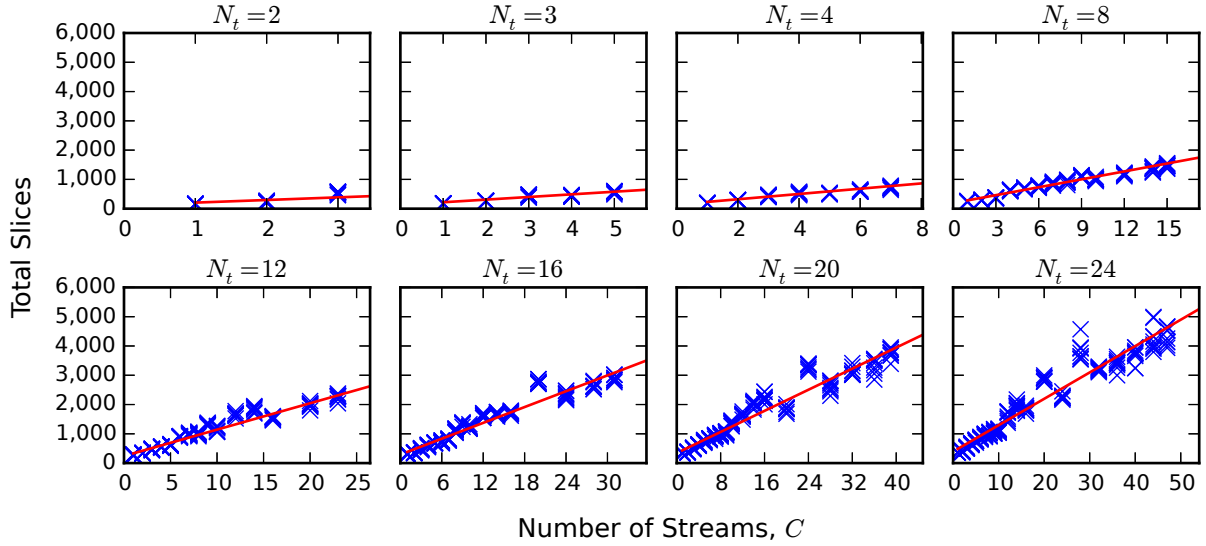 N_t = 2 N_t = 3 N_t = 4 N_t = 8
6,000
5,000
4,000
3,000
2,000
1,000
0
0 1 2 3 0 1 2 3 4 5 0 2 4 6 8 0 3 6 9 12 15
Total Slices
N_t = 12 N_t = 16 N_t = 20 N_t = 24
6,000
5,000
4,000
3,000
2,000
1,000
0
0 5 10 15 20 25 0 6 12 18 24 30 0 8 16 24 32 40 0 10 20 30 40 50
Number of Streams, C